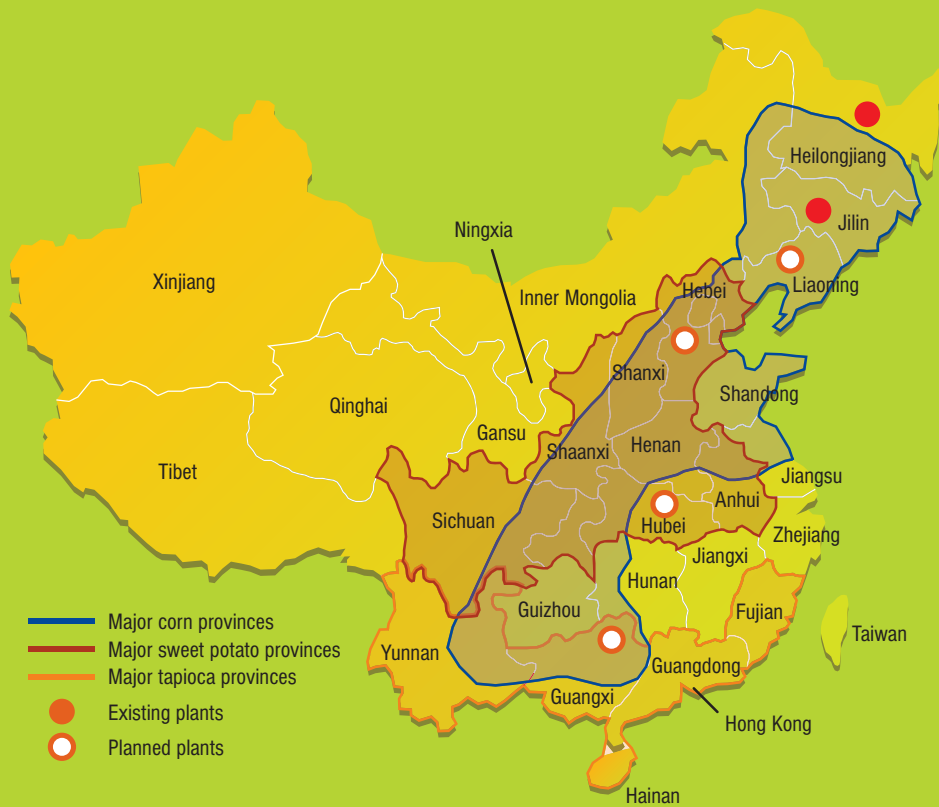 Heilongjiang
Jilin
Ningxia
Liaoning
Xinjiang
Inner Mongolia
Hebei
Shanxi
Shandong
Qinghai
Gansu
Shaanxi
Henan
Tibet
Jiangsu
Sichuan
Anhui
Hubei
Zhejiang
Jiangxi
Hunan
Guizhou
Fujian
Major corn provinces
Taiwan
Major sweet potato provinces
Yunnan
Guangdong
Major tapioca provinces
Guangxi
Existing plants
Hong Kong
Planned plants
Hainan